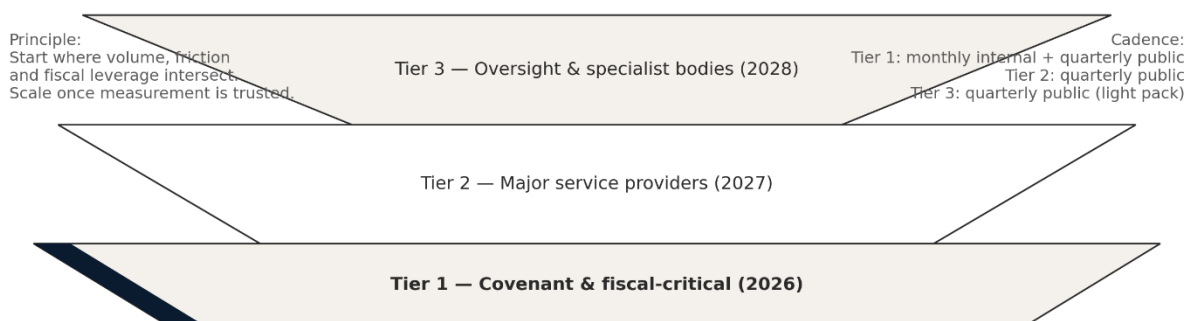 Principle:
Start where volume, friction
and fiscal leverage intersect.
Scale once measurement is trusted.
Tier 3 — Oversight & specialist bodies (2028)
Cadence:
Tier 1: monthly internal + quarterly public
Tier 2: quarterly public
Tier 3: quarterly public (light pack)
Tier 2 — Major service providers (2027)
Tier 1 — Covenant & fiscal-critical (2026)